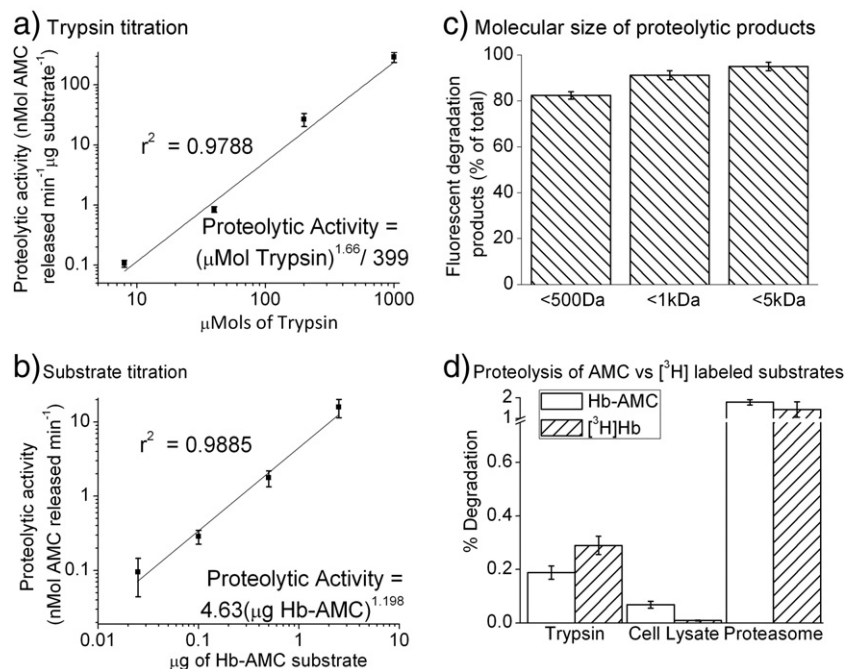 a) Trypsin titration
Proteolytic activity (nMol AMC
released min⁻¹µg substrate⁻¹)
100
10
1
0.1
r² = 0.9788
Proteolytic Activity =
(µMol Trypsin)^1.66 / 399
10
100
1000
µMols of Trypsin
b) Substrate titration
Proteolytic activity
(nMol AMC released min⁻¹)
10
1
0.1
r² = 0.9885
Proteolytic Activity =
4.63(µg Hb-AMC)^1.198
0.01
0.1
1
10
µg of Hb-AMC substrate
c) Molecular size of proteolytic products
Fluorescent degradation
products (% of total)
100
80
60
40
20
0
<500Da
<1kDa
<5kDa
d) Proteolysis of AMC vs [³H] labeled substrates
% Degradation
2
1
0.6
0.4
0.2
0.0
Hb-AMC
[³H]Hb
Trypsin
Cell Lysate
Proteasome